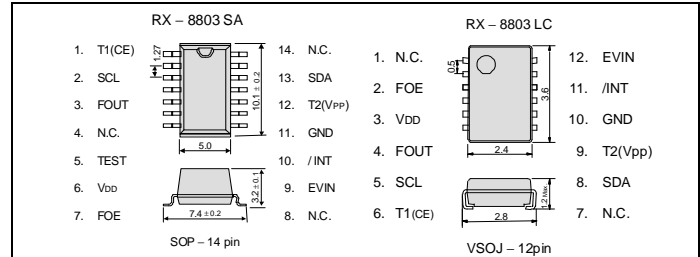 RX – 8803 SA
1. T1(CE)
2. SCL
3. FOUT
4. N.C.
5. TEST
6. VDD
7. FOE
1.27
10.1 ± 0.2
5.0
3.2 ± 0.1
7.4 ± 0.2
14. N.C.
13. SDA
12. T2(VPP)
11. GND
10. / INT
9. EVIN
8. N.C.
SOP – 14 pin
RX – 8803 LC
1. N.C.
2. FOE
3. VDD
4. FOUT
5. SCL
6. T1(CE)
0.5
3.6
2.4
1.2 Max
2.8
12. EVIN
11. /INT
10. GND
9. T2(Vpp)
8. SDA
7. N.C.
VSOJ – 12pin